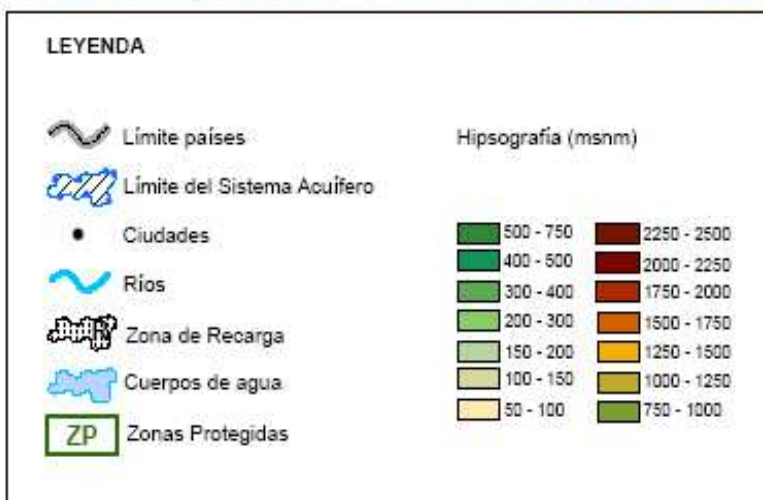 LEYENDA
Límite países
Límite del Sistema Acuífero
Ciudades
Ríos
Zona de Recarga
Cuerpos de agua
ZP Zonas Protegidas
Hipsografía (msnm)
500 - 750
400 - 500
300 - 400
200 - 300
150 - 200
100 - 150
50 - 100
2250 - 2500
2000 - 2250
1750 - 2000
1500 - 1750
1250 - 1500
1000 - 1250
750 - 1000